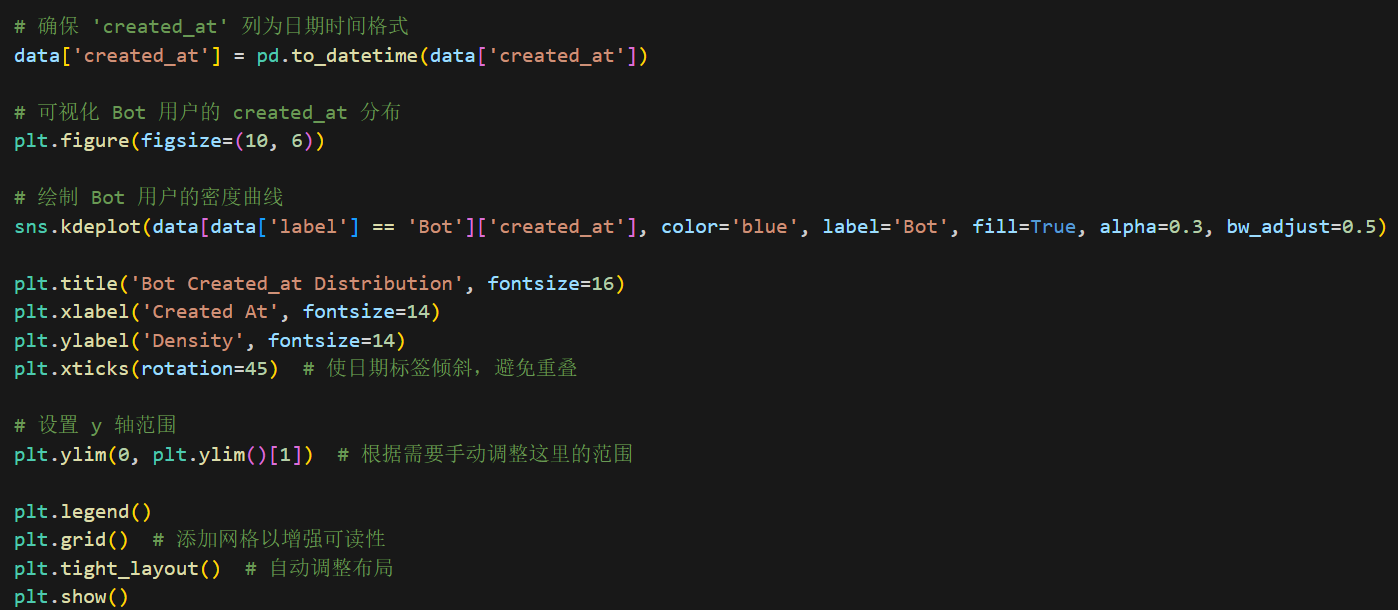 # 确保 'created_at' 列为日期时间格式
data['created_at'] = pd.to_datetime(data['created_at'])
# 可视化 Bot 用户的 created_at 分布
plt.figure(figsize=(10, 6))
# 绘制 Bot 用户的密度曲线
sns.kdeplot(data[data['label'] == 'Bot']['created_at'], color='blue', label='Bot', fill=True, alpha=0.3, bw_adjust=0.5)
plt.title('Bot Created_at Distribution', fontsize=16)
plt.xlabel('Created At', fontsize=14)
plt.ylabel('Density', fontsize=14)
plt.xticks(rotation=45)  # 使日期标签倾斜，避免重叠
# 设置 y 轴范围
plt.ylim(0, plt.ylim()[1])  # 根据需要手动调整这里的范围
plt.legend()
plt.grid()  # 添加网格以增强可读性
plt.tight_layout()  # 自动调整布局
plt.show()